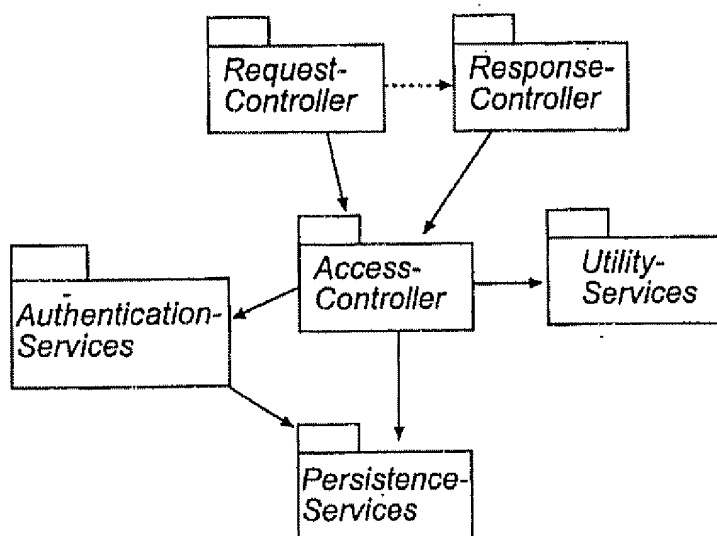 Request-
Controller
Response-
Controller
Access-
Controller
Utility-
Services
Authentication-
Services
Persistence-
Services